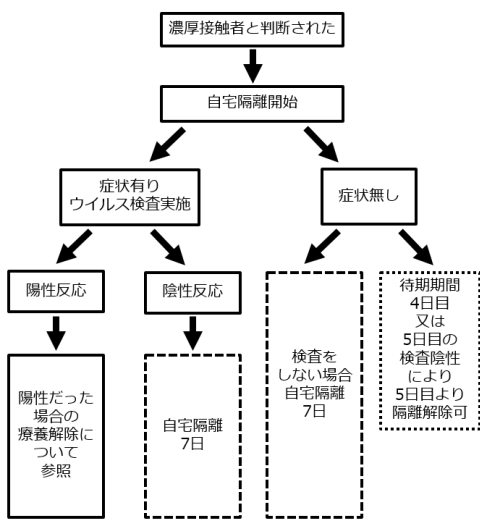 濃厚接触者と判断された
自宅隔離開始
症状有り
ウイルス検査実施
症状無し
陽性反応
陰性反応
陽性だった
場合の
療養解除に
ついて
参照
自宅隔離
7日
検査を
しない場合
自宅隔離
7日
待期期間
4日目
又は
5日目の
検査陰性
により
5日目より
隔離解除可